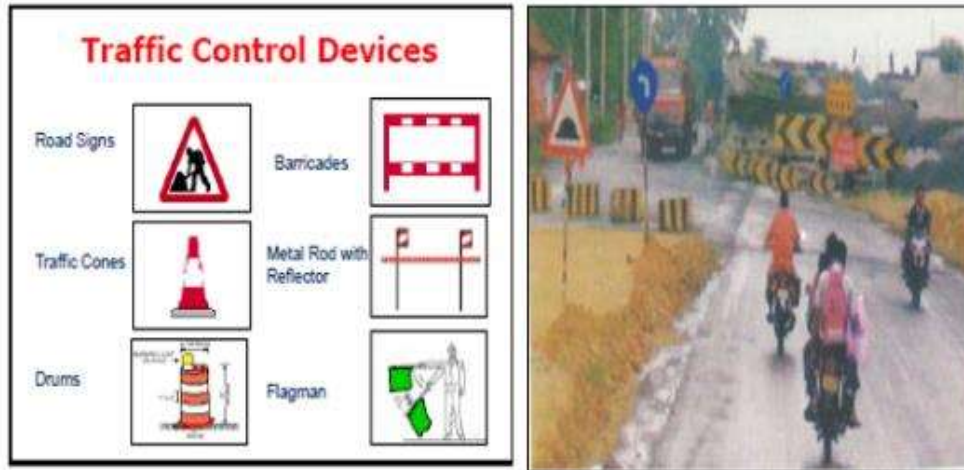 Traffic Control Devices
Road Signs
Barricades
Traffic Cones
Metal Rod with
Reflector
Drums
Flagman